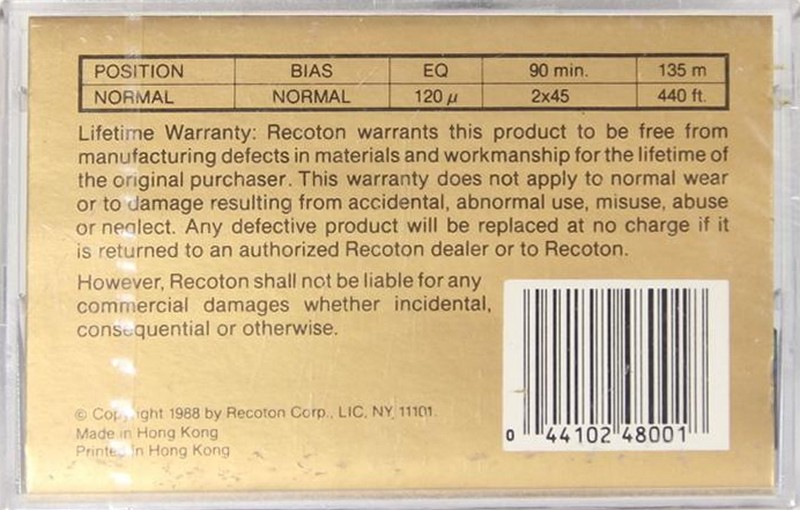 POSITION BIAS EQ 90 min. 135 m
NORMAL NORMAL 120 µ 2x45 440 ft.
Lifetime Warranty: Recoton warrants this product to be free from
manufacturing defects in materials and workmanship for the lifetime of
the original purchaser. This warranty does not apply to normal wear
or to damage resulting from accidental, abnormal use, misuse, abuse
or neglect. Any defective product will be replaced at no charge if it
is returned to an authorized Recoton dealer or to Recoton.
However, Recoton shall not be liable for any
commercial damages whether incidental,
consequential or otherwise.
© Copyright 1988 by Recoton Corp., LIC, NY, 11101.
Made in Hong Kong
Printed in Hong Kong
0 44102 48001